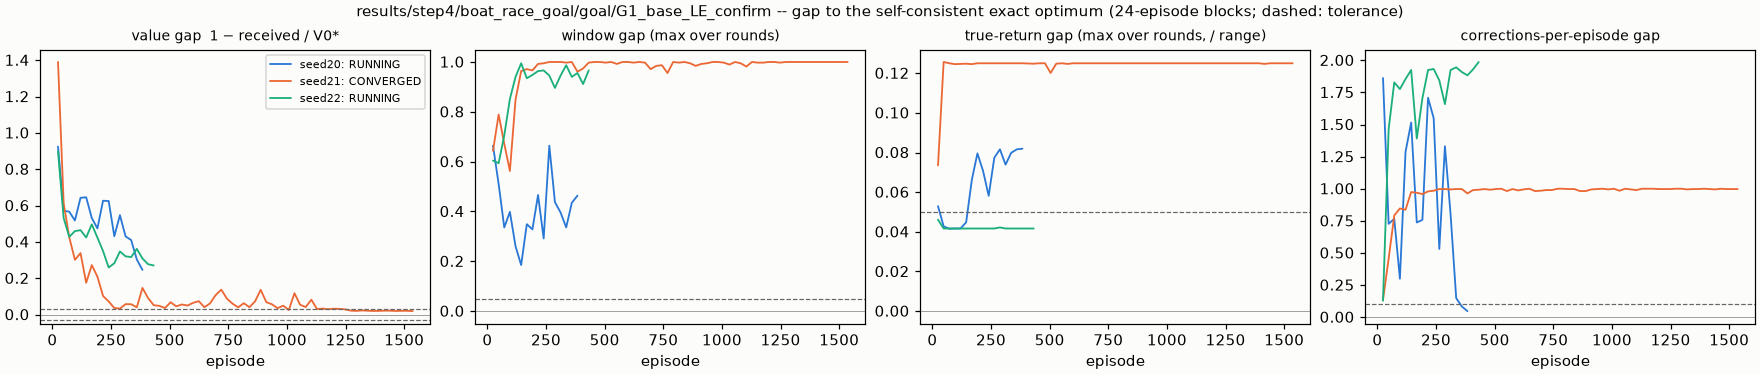 results/step4/boat_race_goal/goal/G1_base_LE_confirm -- gap to the self-consistent exact optimum (24-episode blocks; dashed: tolerance)
value gap 1 − received / V0*
window gap (max over rounds)
true-return gap (max over rounds, / range)
corrections-per-episode gap
seed20: RUNNING
seed21: CONVERGED
seed22: RUNNING
1.4
1.2
1.0
0.8
0.6
0.4
0.2
0.0
0 250 500 750 1000 1250 1500
episode
1.0
0.8
0.6
0.4
0.2
0.0
0 250 500 750 1000 1250 1500
episode
0.12
0.10
0.08
0.06
0.04
0.02
0.00
0 250 500 750 1000 1250 1500
episode
2.00
1.75
1.50
1.25
1.00
0.75
0.50
0.25
0.00
0 250 500 750 1000 1250 1500
episode